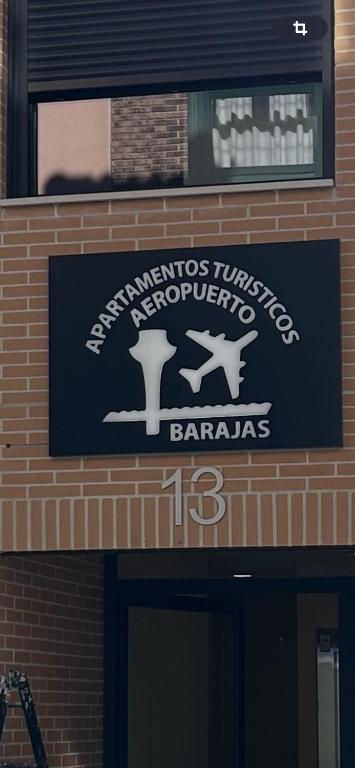 APARTAMENTOS TURISTICOS
AEROPUERTO
BARAJAS
13